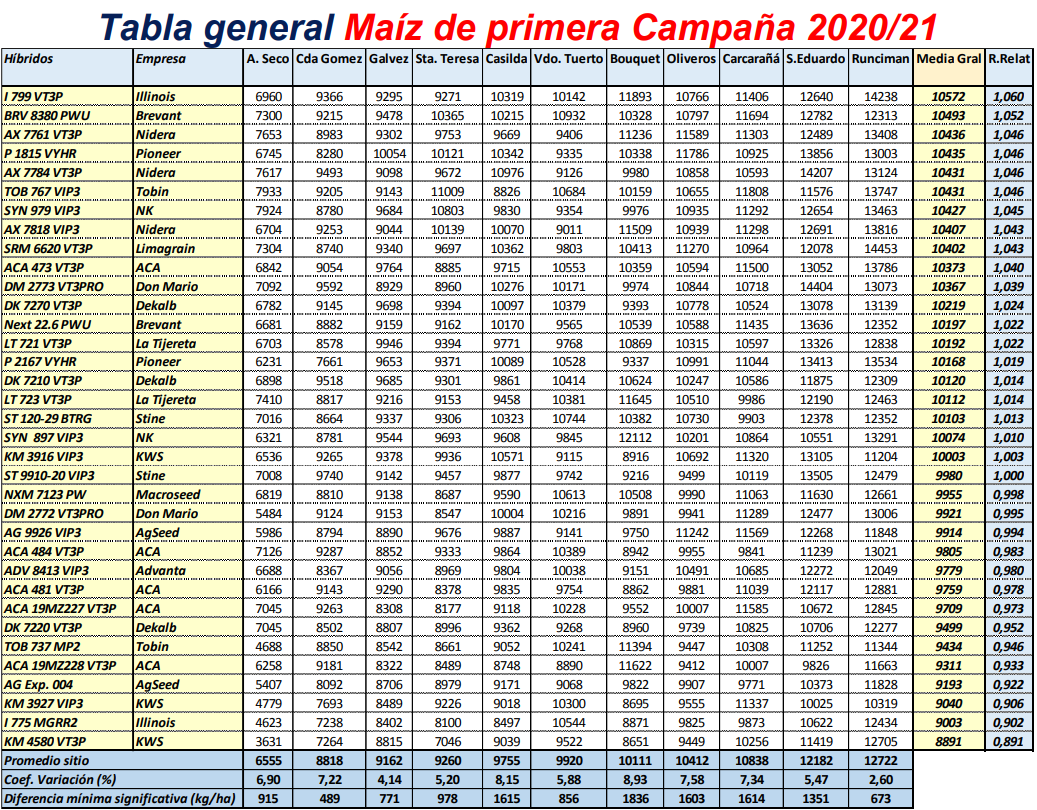 Tabla general Maíz de primera Campaña 2020/21
Híbridos Empresa A. Seco Cda Gomez Galvez Sta. Teresa Casilda Vdo. Tuerto Bouquet Oliveros Carcarañá S.Eduardo Runciman Media Gral R.Relat
I 799 VT3P Illinois 6960 9366 9295 9271 10319 10142 11893 10766 11406 12640 14238 10572 1,060
BRV 8380 PWU Brevant 7300 9215 9478 10365 10215 10932 10328 10797 11694 12782 12313 10493 1,052
AX 7761 VT3P Nidera 7653 8983 9302 9753 9669 9406 11236 11589 11303 12489 13408 10436 1,046
P 1815 VYHR Pioneer 6745 8280 10054 10121 10342 9335 10338 11786 10925 13856 13003 10435 1,046
AX 7784 VT3P Nidera 7617 9493 9098 9672 10976 9126 9980 10858 10593 14207 13124 10431 1,046
TOB 767 VIP3 Tobin 7933 9205 9143 11009 8826 10684 10159 10655 11808 11576 13747 10431 1,046
SYN 979 VIP3 NK 7924 8780 9684 10803 9830 9354 9976 10935 11292 12654 13463 10427 1,045
AX 7818 VIP3 Nidera 6704 9253 9044 10139 10070 9011 11509 10939 11298 12691 13816 10407 1,043
SRM 6620 VT3P Limagrain 7304 8740 9340 9697 10362 9803 10413 11270 10964 12078 14453 10402 1,043
ACA 473 VT3P ACA 6842 9054 9764 8885 9715 10553 10359 10594 11500 13052 13786 10373 1,040
DM 2773 VT3PRO Don Mario 7092 9592 8929 8960 10276 10171 9974 10844 10718 14404 13073 10367 1,039
DK 7270 VT3P Dekalb 6782 9145 9698 9394 10097 10379 9393 10778 10524 13078 13139 10219 1,024
Next 22.6 PWU Brevant 6681 8882 9159 9162 10170 9565 10539 10588 11435 13636 12352 10197 1,022
LT 721 VT3P La Tijereta 6703 8578 9946 9394 9771 9768 10869 10315 10597 13326 12838 10192 1,022
P 2167 VYHR Pioneer 6231 7661 9653 9371 10089 10528 9337 10991 11044 13413 13534 10168 1,019
DK 7210 VT3P Dekalb 6898 9518 9685 9301 9861 10414 10624 10247 10586 11875 12309 10120 1,014
LT 723 VT3P La Tijereta 7410 8817 9216 9153 9458 10381 11645 10510 9986 12190 12463 10112 1,014
ST 120-29 BTRG Stine 7016 8664 9337 9306 10323 10744 10382 10730 9903 12378 12352 10103 1,013
SYN 897 VIP3 NK 6321 8781 9544 9693 9608 9845 12112 10201 10864 10551 13291 10074 1,010
KM 3916 VIP3 KWS 6536 9265 9378 9936 10571 9115 8916 10692 11320 13105 11204 10003 1,003
ST 9910-20 VIP3 Stine 7008 9740 9142 9457 9877 9742 9216 9499 10119 13505 12479 9980 1,000
NXM 7123 PW Macroseed 6819 8810 9138 8687 9590 10613 10508 9990 11063 11630 12661 9955 0,998
DM 2772 VT3PRO Don Mario 5484 9124 9153 8547 10004 10216 9891 9941 11289 12477 13006 9921 0,995
AG 9926 VIP3 AgSeed 5986 8794 8890 9676 9887 9141 9750 11242 11569 12268 11848 9914 0,994
ACA 484 VT3P ACA 7126 9287 8852 9333 9864 10389 8942 9955 9841 11239 13021 9805 0,983
ADV 8413 VIP3 Advanta 6688 8367 9056 8969 9804 10038 9151 10491 10685 12272 12049 9779 0,980
ACA 481 VT3P ACA 6166 9143 9290 8378 9835 9754 8862 9881 11039 12117 12881 9759 0,978
ACA 19MZ227 VT3P ACA 7045 9263 8308 8177 9118 10228 9552 10007 11585 10672 12845 9709 0,973
DK 7220 VT3P Dekalb 7045 8502 8807 8996 9362 9268 8960 9739 10825 10706 12277 9499 0,952
TOB 737 MP2 Tobin 4688 8850 8542 8661 9052 10241 11394 9447 10308 11252 11344 9434 0,946
ACA 19MZ228 VT3P ACA 6258 9181 8322 8489 8748 8890 11622 9412 10007 9826 11663 9311 0,933
AG Exp. 004 AgSeed 5407 8092 8706 8979 9171 9068 9822 9907 9771 10373 11828 9193 0,922
KM 3927 VIP3 KWS 4779 7693 8489 9226 9018 10300 8695 9555 11337 10025 10319 9040 0,906
I 775 MGRR2 Illinois 4623 7238 8402 8100 8497 10544 8871 9825 9873 10622 12434 9003 0,902
KM 4580 VT3P KWS 3631 7264 8815 7046 9039 9522 8651 9449 10256 11419 12705 8891 0,891
Promedio sitio 6555 8818 9162 9260 9755 9920 10111 10412 10838 12182 12722
Coef. Variación (%) 6,90 7,22 4,14 5,20 8,15 5,88 8,93 7,58 7,34 5,47 2,60
Diferencia mínima significativa (kg/ha) 915 489 771 978 1615 856 1836 1603 1614 1351 673